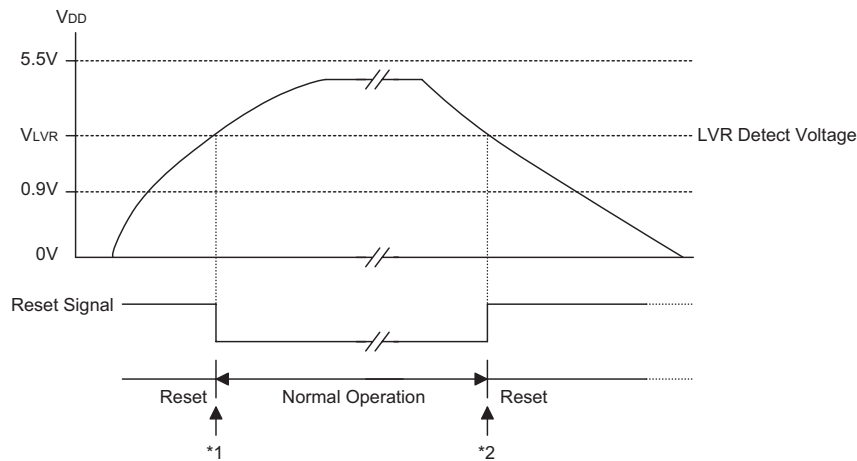 VDD
5.5V
VLVR
LVR Detect Voltage
0.9V
0V
Reset Signal
Reset
Normal Operation
Reset
*1
*2